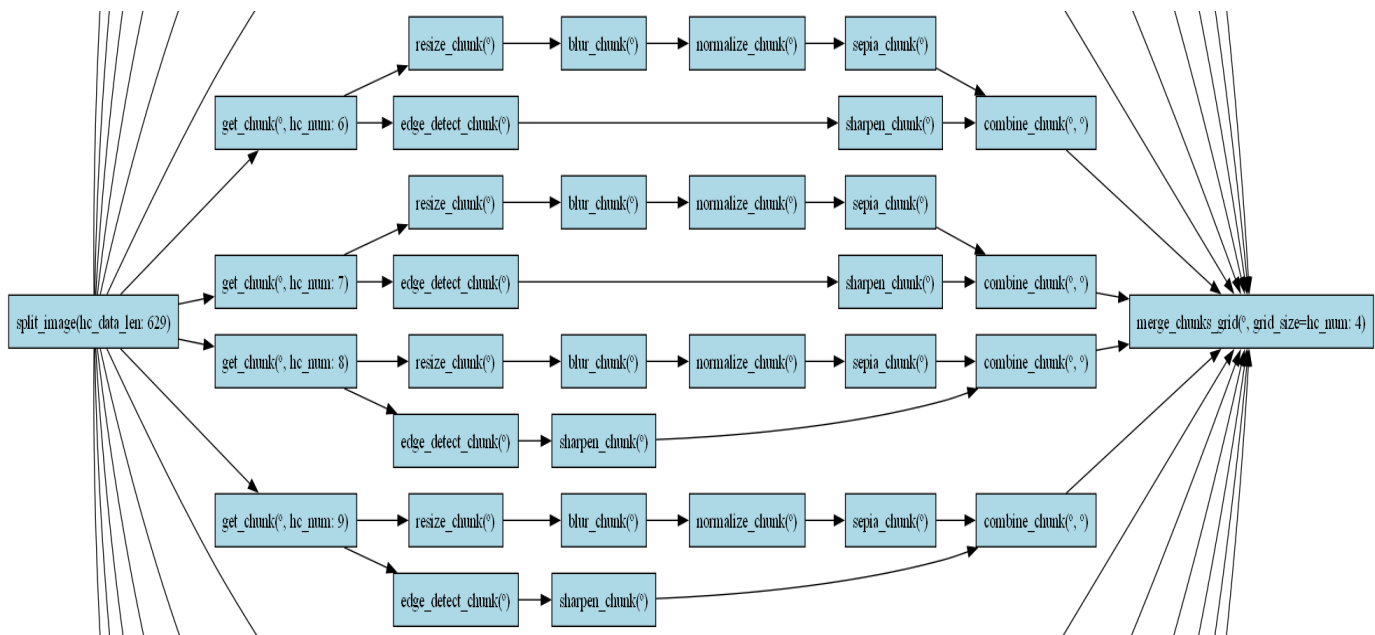 resize_chunk(°)
blur_chunk(°)
normalize_chunk(°)
sepia_chunk(°)
get_chunk(°, hc_num: 6)
edge_detect_chunk(°)
sharpen_chunk(°)
combine_chunk(°, °)
resize_chunk(°)
blur_chunk(°)
normalize_chunk(°)
sepia_chunk(°)
get_chunk(°, hc_num: 7)
edge_detect_chunk(°)
sharpen_chunk(°)
combine_chunk(°, °)
split_image(hc_data_len: 629)
merge_chunks_grid(°, grid_size=hc_num: 4)
get_chunk(°, hc_num: 8)
resize_chunk(°)
blur_chunk(°)
normalize_chunk(°)
sepia_chunk(°)
combine_chunk(°, °)
edge_detect_chunk(°)
sharpen_chunk(°)
get_chunk(°, hc_num: 9)
resize_chunk(°)
blur_chunk(°)
normalize_chunk(°)
sepia_chunk(°)
combine_chunk(°, °)
edge_detect_chunk(°)
sharpen_chunk(°)